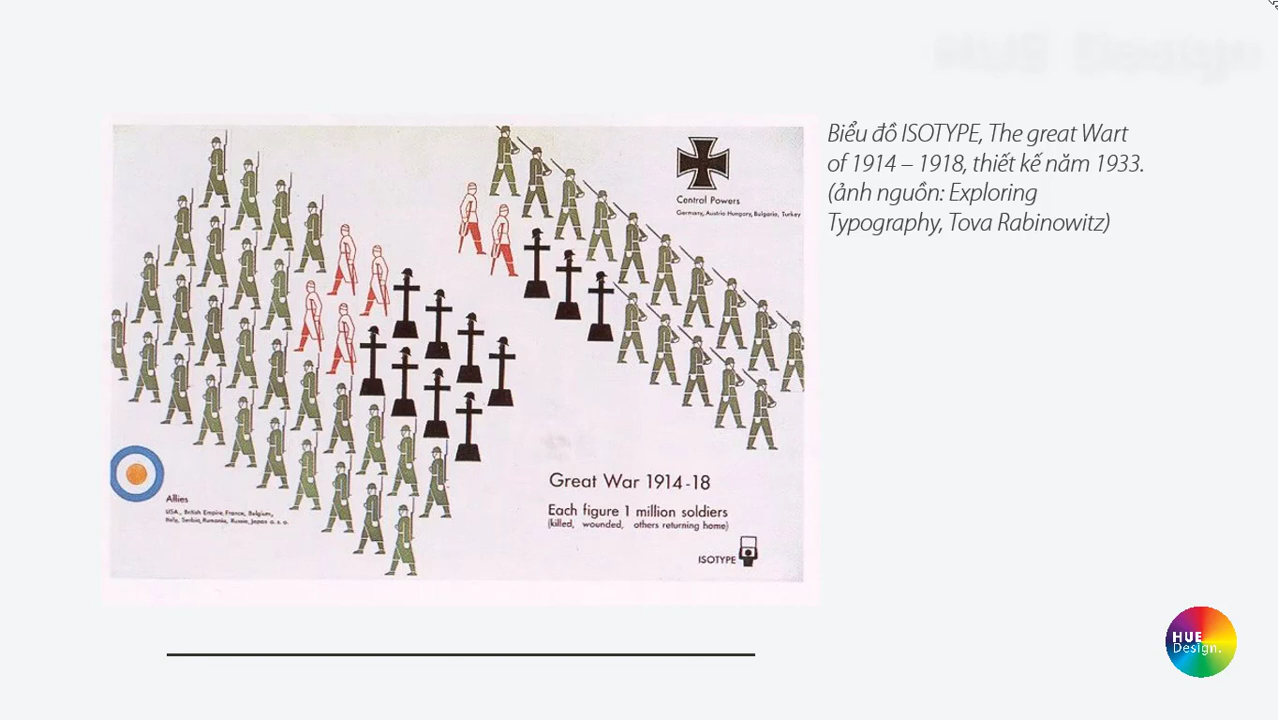 Biểu đồ ISOTYPE, The great Wart
of 1914 – 1918, thiết kế năm 1933.
(ảnh nguồn: Exploring
Typography, Tova Rabinowitz)
Central Powers
Germany, Austria Hungary, Bulgaria, Turkey
Allies
USA., British Empire, France, Belgium,
Italy, Serbia, Rumania, Russia, Japan a. s. o.
Great War 1914-18
Each figure 1 million soldiers
(killed, wounded, others returning home)
ISOTYPE
HUE
Design.